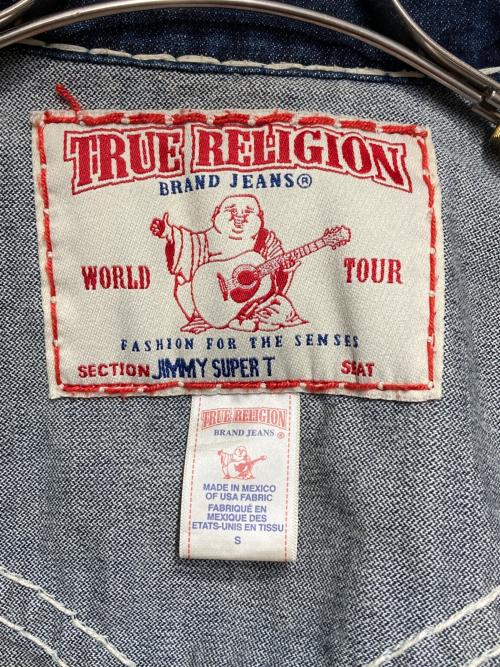 TRUE RELIGION
BRAND JEANS®
WORLD TOUR
FASHION FOR THE SENSES
SECTION JIMMY SUPER T SEAT
TRUE RELIGION
BRAND JEANS ®
MADE IN MEXICO
OF USA FABRIC
FABRIQUÉ EN
MEXIQUE DES
ETATS-UNIS EN TISSU
S